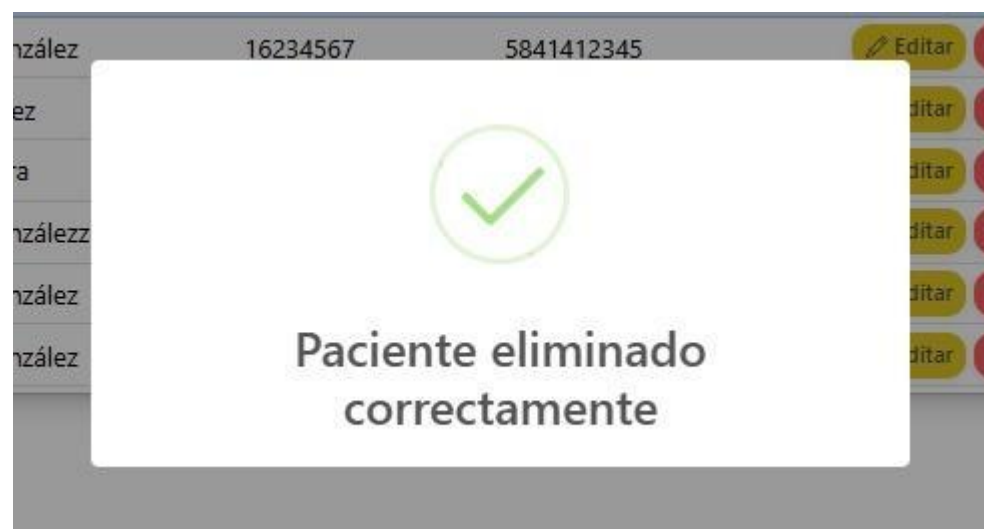 nzález 16234567 5841412345 Editar
ez ditar
ra ditar
nzálezz ditar
nzález ditar
nzález ditar
Paciente eliminado
correctamente